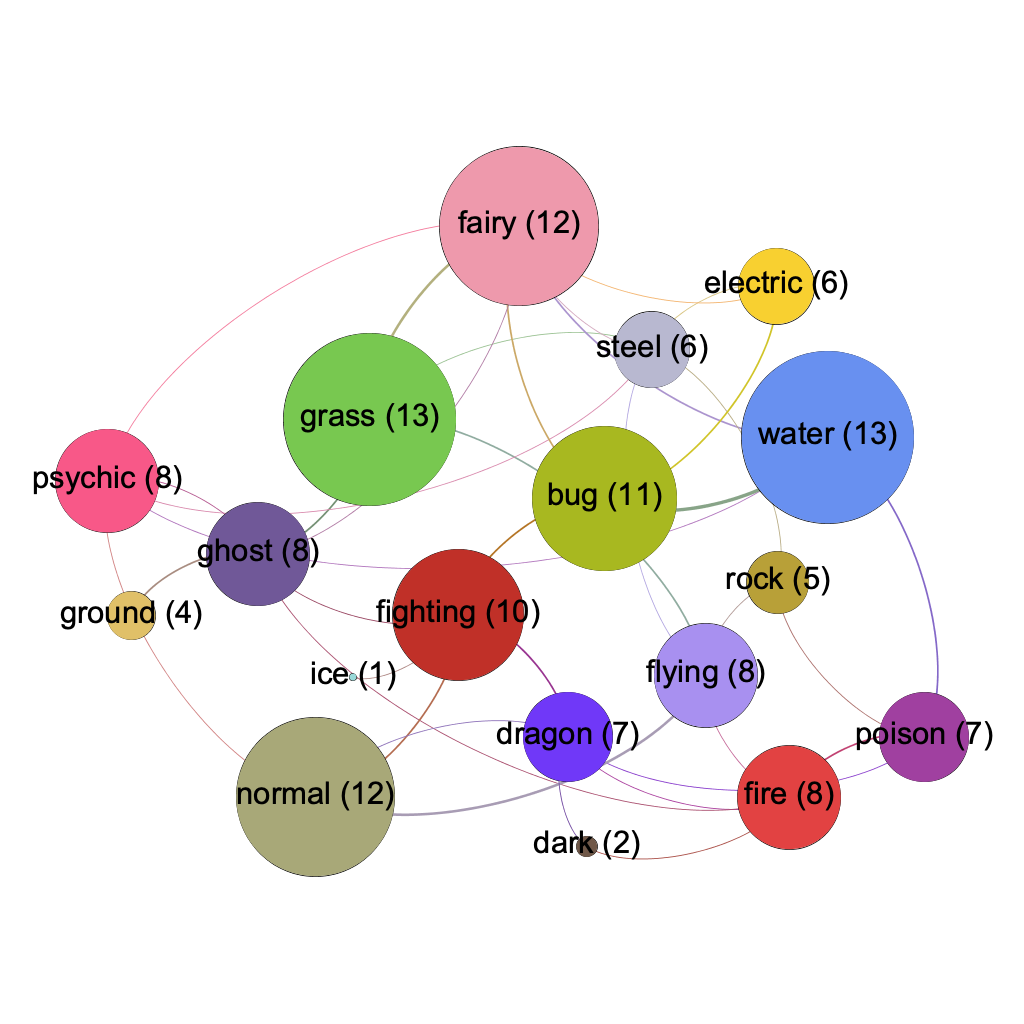 fairy (12)
electric (6)
steel (6)
grass (13)
water (13)
psychic (8)
bug (11)
ghost (8)
rock (5)
ground (4)
fighting (10)
ice (1)
flying (8)
dragon (7)
poison (7)
normal (12)
fire (8)
dark (2)